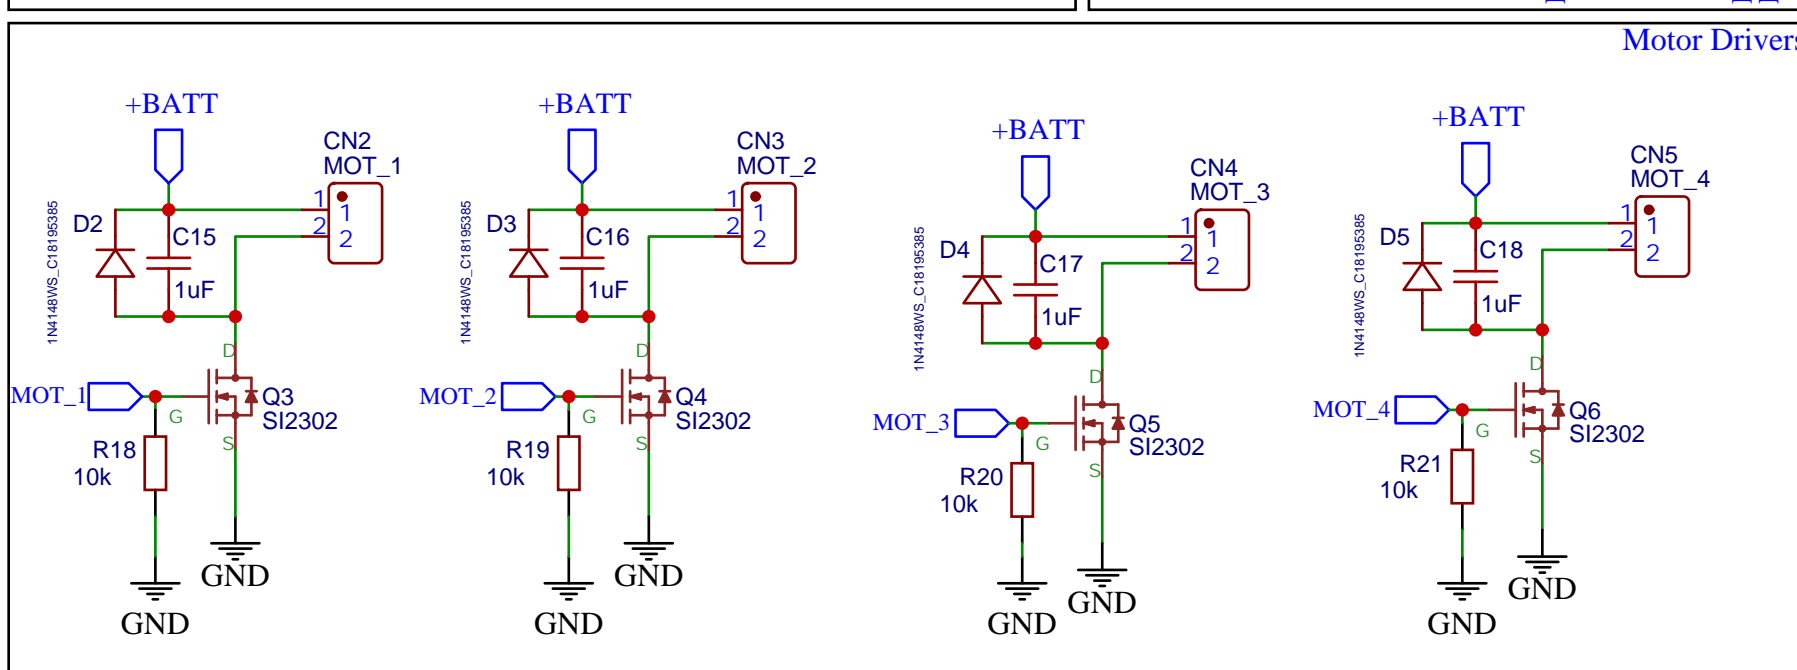 Motor Drivers
+BATT
CN2
MOT_1
1
2
1
2
D2
C15
1uF
1N4148WS_C18195385
D
MOT_1
G
Q3
SI2302
S
R18
10k
GND
GND
+BATT
CN3
MOT_2
1
2
1
2
D3
C16
1uF
1N4148WS_C18195385
D
MOT_2
G
Q4
SI2302
S
R19
10k
GND
GND
+BATT
CN4
MOT_3
1
2
1
2
D4
C17
1uF
1N4148WS_C18195385
D
MOT_3
G
Q5
SI2302
S
R20
10k
GND
GND
+BATT
CN5
MOT_4
1
2
1
2
D5
C18
1uF
1N4148WS_C18195385
D
MOT_4
G
Q6
SI2302
S
R21
10k
GND
GND